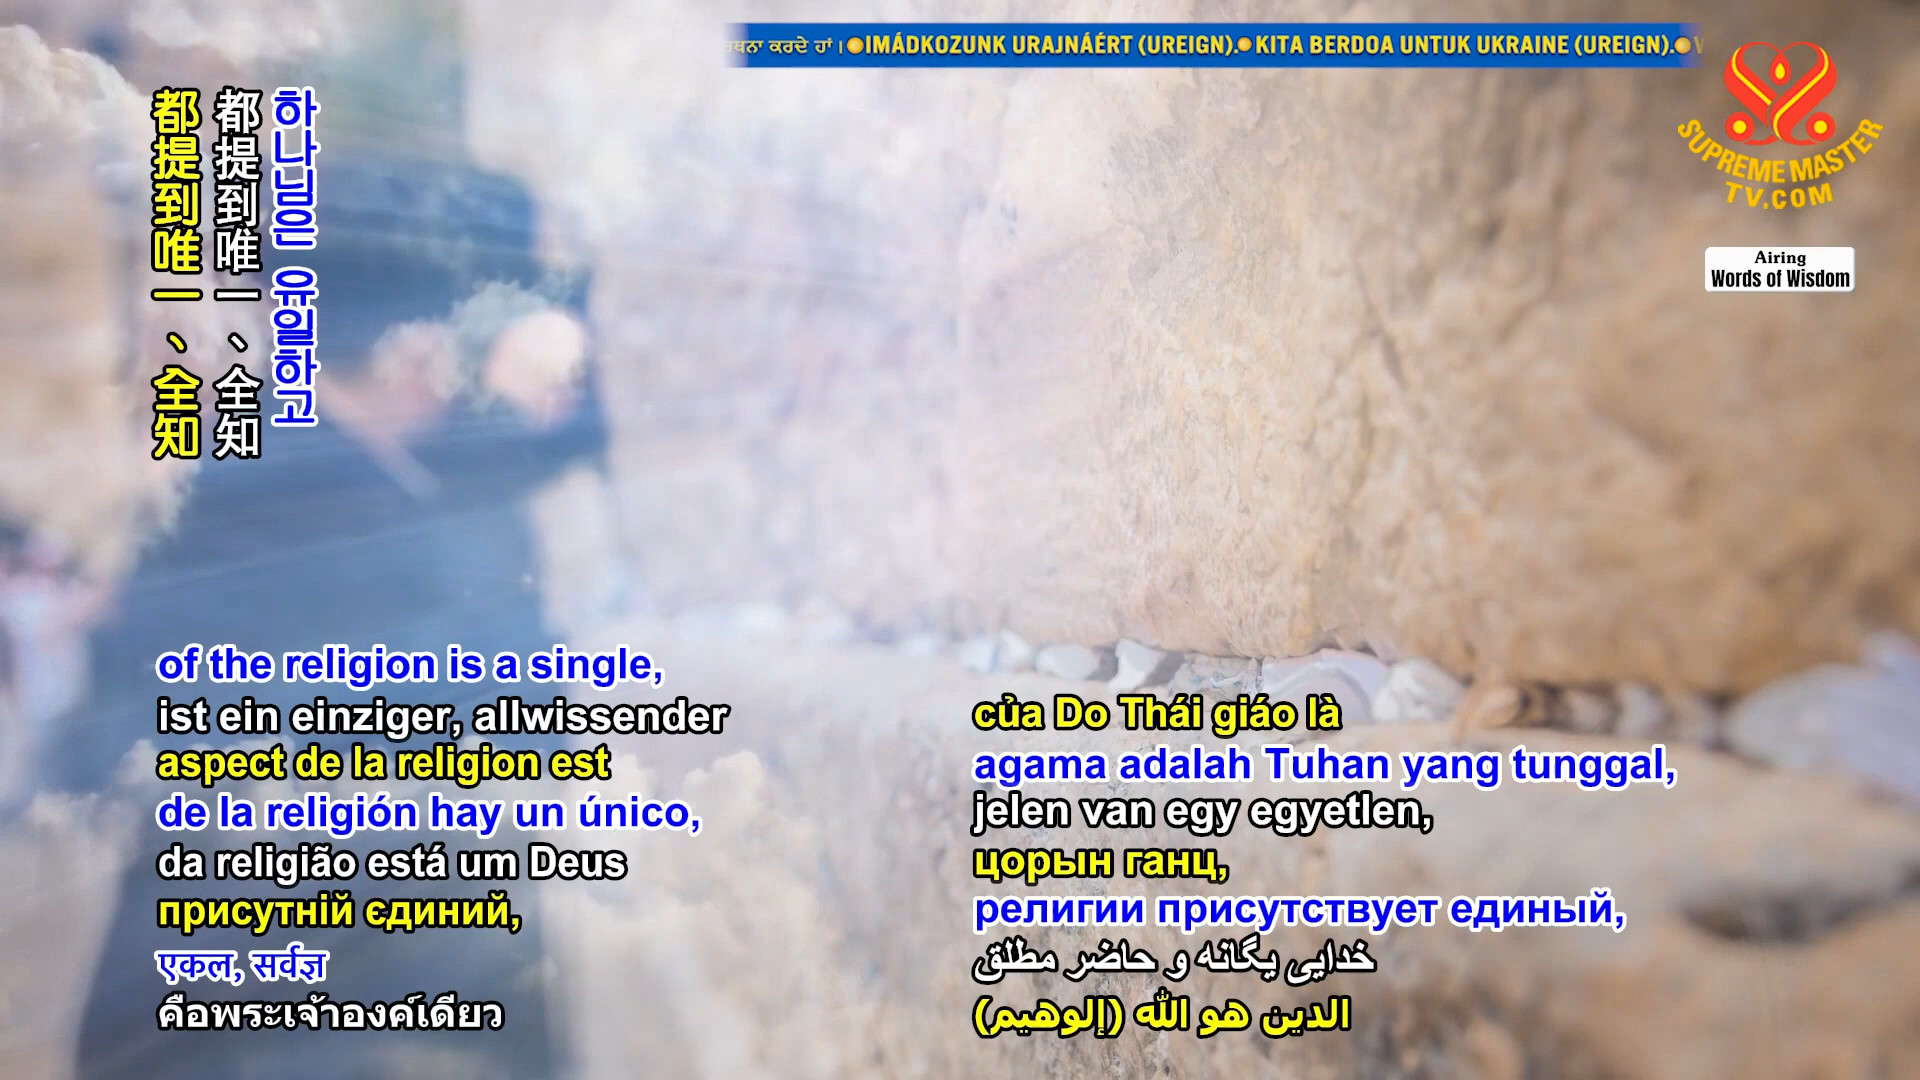 ਰਥਨਾ ਕਰਦੇ ਹਾਂ । IMÁDKOZUNK URAJNÁÉRT (UREIGN). KITA BERDOA UNTUK UKRAINE (UREIGN).
SUPREME MASTER
TV.COM
Airing
Words of Wisdom
하나님은 유일하고
都提到唯一、全知
都提到唯一、全知
of the religion is a single,
ist ein einziger, allwissender
aspect de la religion est
de la religión hay un único,
da religião está um Deus
присутній єдиний,
एकल, सर्वज्ञ
คือพระเจ้าองค์เดียว
của Do Thái giáo là
agama adalah Tuhan yang tunggal,
jelen van egy egyetlen,
цорын ганц,
религии присутствует единый,
خدایی یگانه و حاضر مطلق
الدين هو الله (إلوهيم)